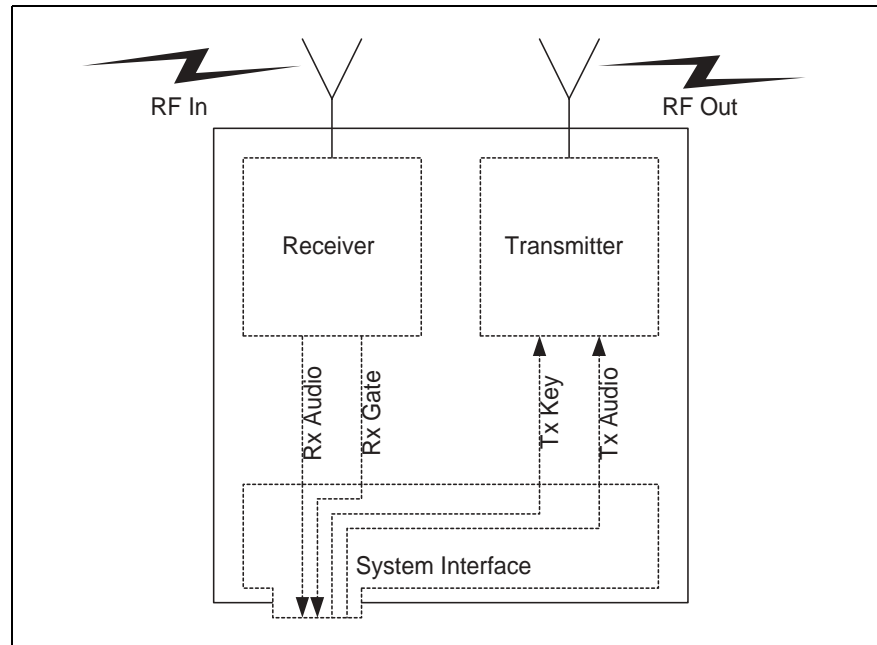 RF In
RF Out
Receiver
Transmitter
Rx Audio
Rx Gate
Tx Key
Tx Audio
System Interface